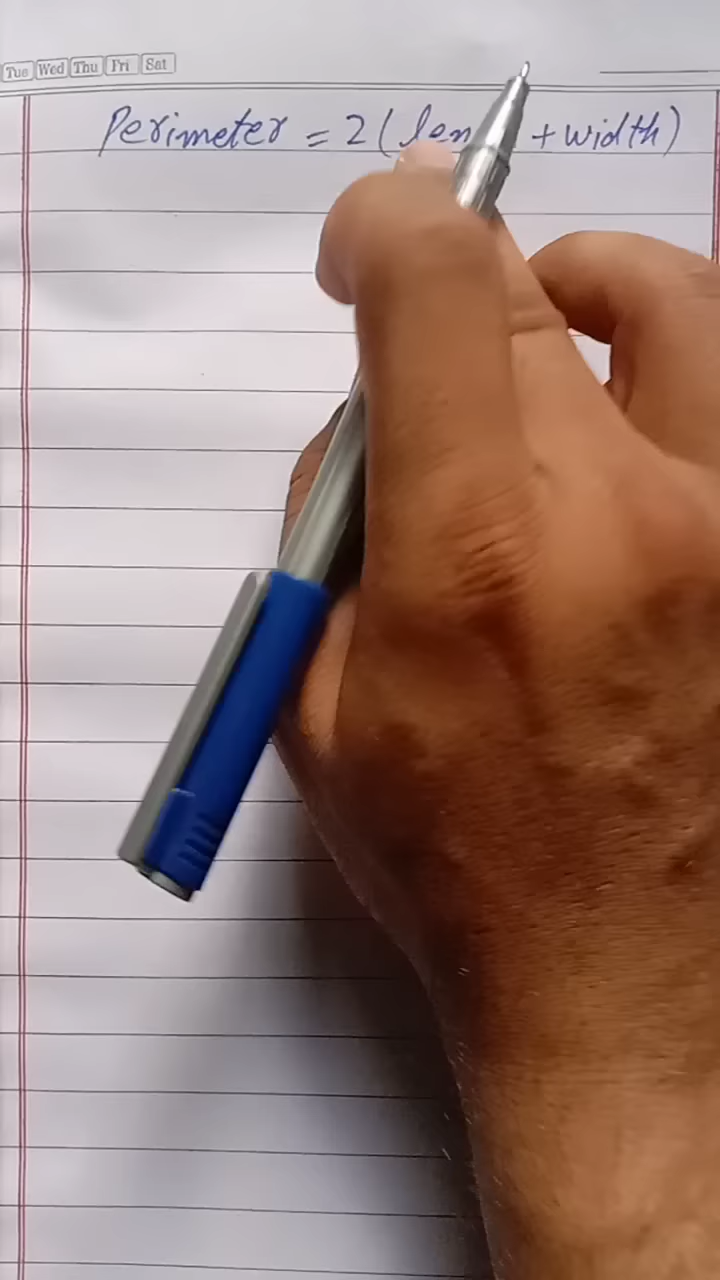 Tue Wed Thu Fri Sat
Perimeter = 2 ( + width)